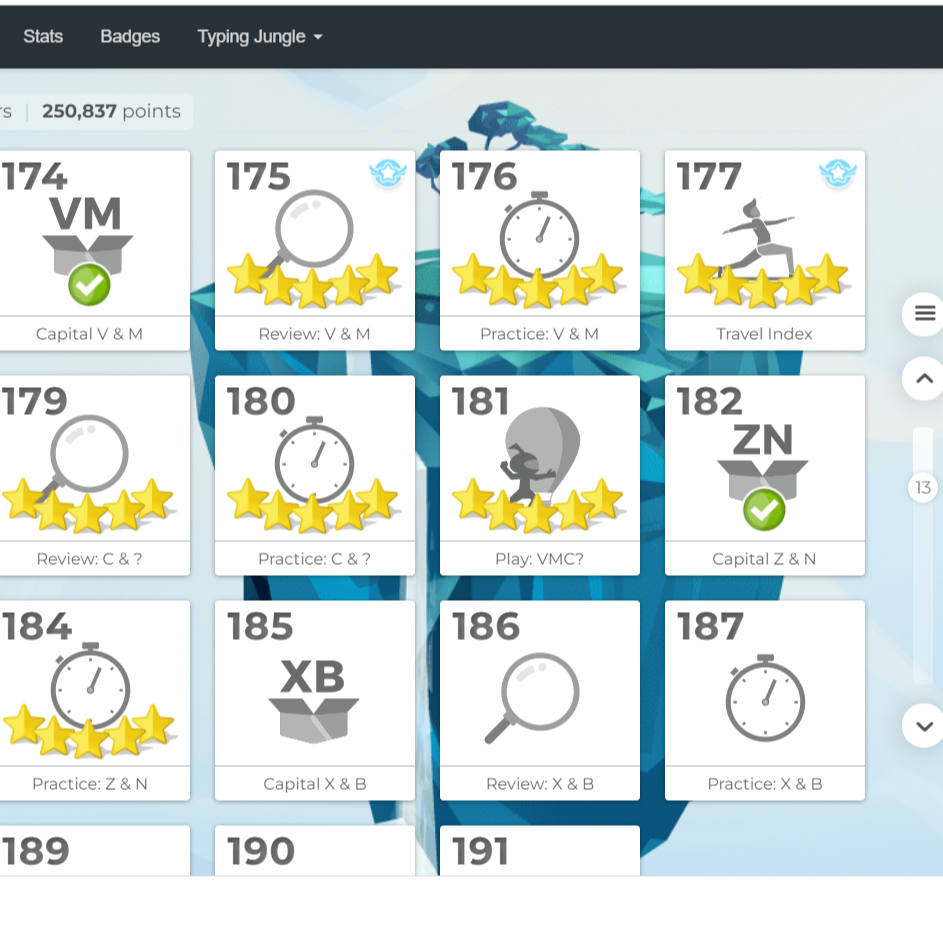 Stats Badges Typing Jungle
rs | 250,837 points
174 175 176 177
VM
Capital V & M Review: V & M Practice: V & M Travel Index
179 180 181 182
ZN
13
Review: C & ? Practice: C & ? Play: VMC? Capital Z & N
184 185 186 187
XB
Practice: Z & N Capital X & B Review: X & B Practice: X & B
189 190 191